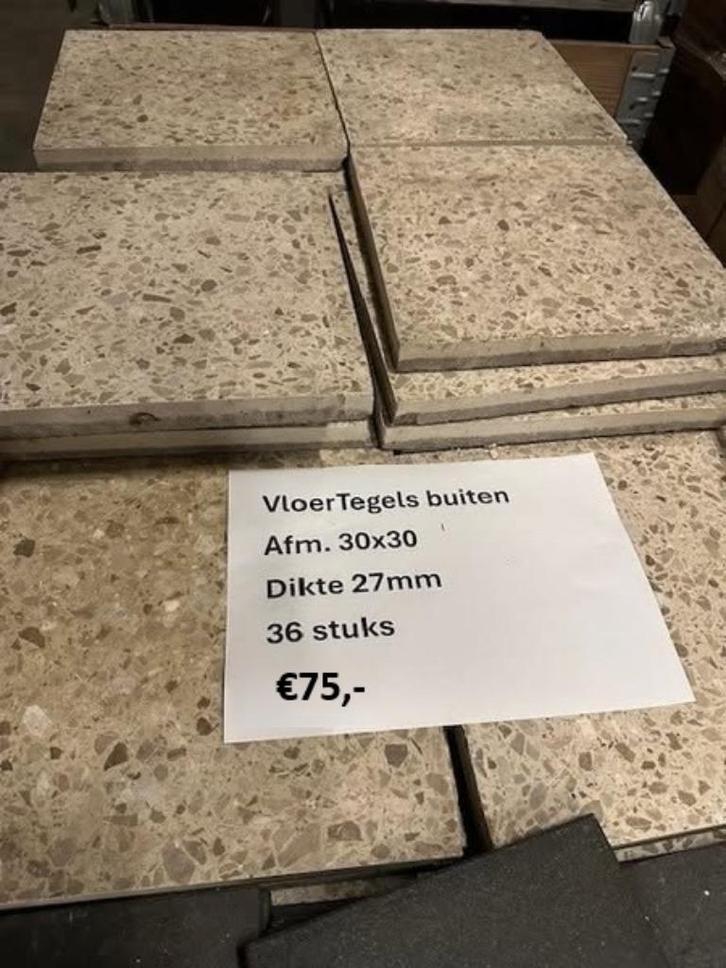 VloerTegels buiten
Afm. 30x30
Dikte 27mm
36 stuks
€75,-